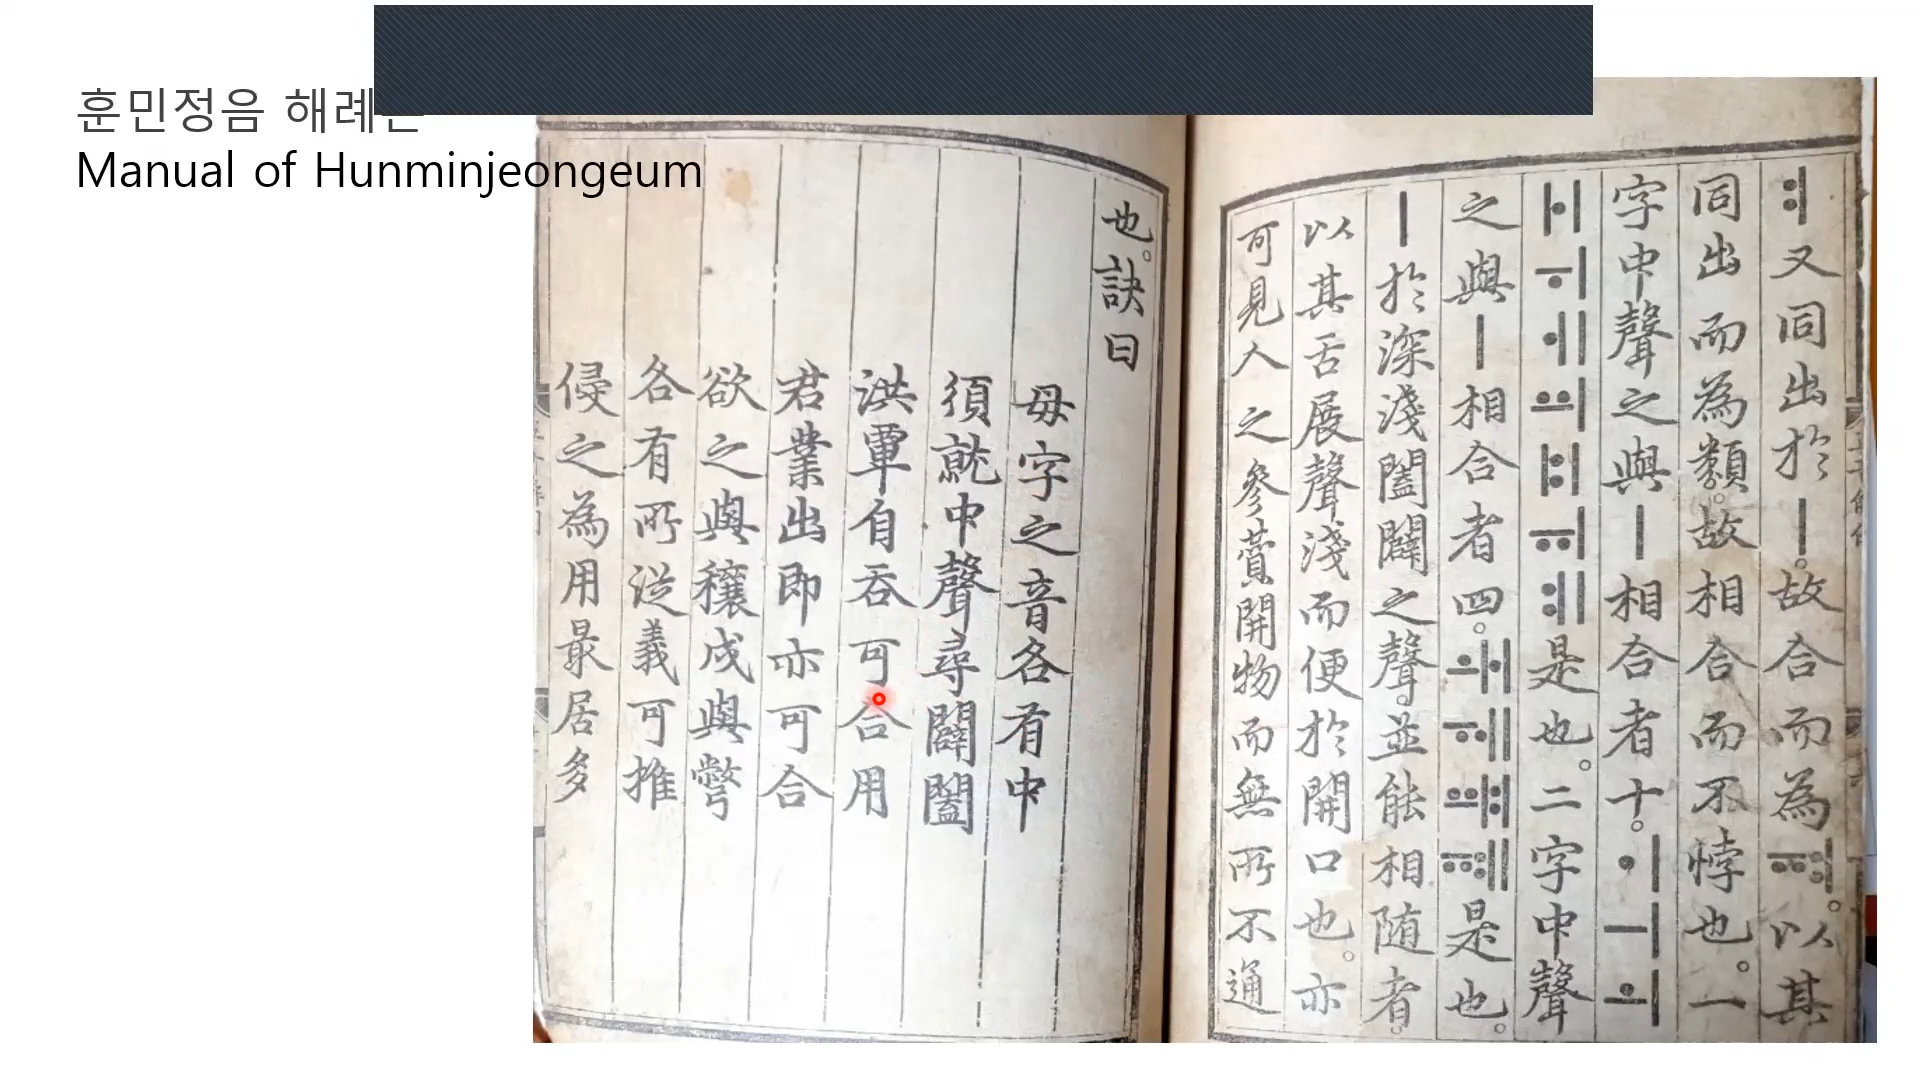 훈민정음 해례
Manual of Hunminjeongeum
ㅕ又同出於ㅣ。故合而為ㆊ。以其
同出而為類。故相合而不悖也。一
字中聲之與ㅣ相合者十。ㆎㅢㅚ
ㅐㅟㅔㆉㅒㆌㅖ是也。二字中聲
之與ㅣ相合者四。ㅙㅞㆈㆋ是也。
ㅣ於深淺闔闢之聲。並能相随者。
以其舌展聲淺而便於開口也。亦
可見人之參賛開物而無所不通
也。訣曰
母字之音各有中
須就中聲尋闢闔
洪覃自吞可合用
君業出即亦可合
欲之與穰戌與彆
各有所從義可推
侵之為用最居多